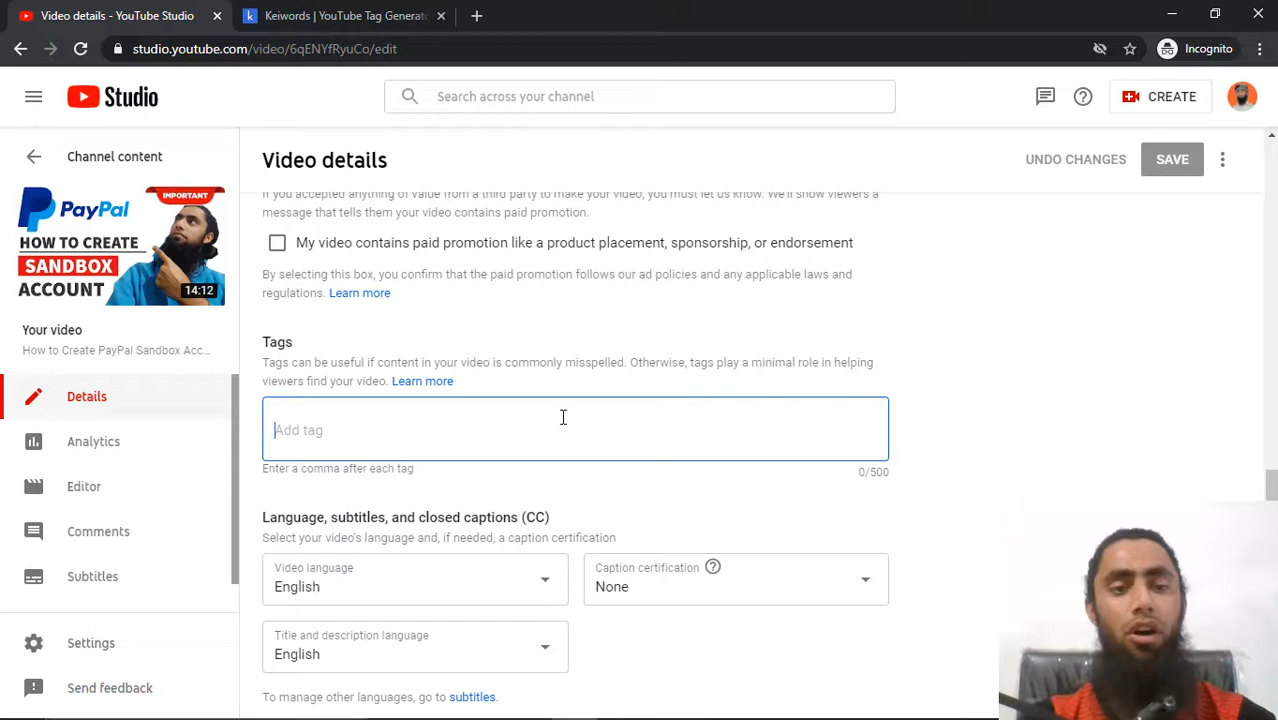 Video details - YouTube Studio
Keiwords | YouTube Tag Generato
Incognito
studio.youtube.com/video/6qENYfRyuCo/edit
Studio
Search across your channel
CREATE
Channel content
IMPORTANT
PayPal
HOW TO CREATE
SANDBOX
ACCOUNT
14:12
Your video
How to Create PayPal Sandbox Acc...
Details
Analytics
Editor
Comments
Subtitles
Settings
Send feedback
Video details
UNDO CHANGES
SAVE
If you accepted anything of value from a third party to make your video, you must let us know. We'll show viewers a
message that tells them your video contains paid promotion.
My video contains paid promotion like a product placement, sponsorship, or endorsement
By selecting this box, you confirm that the paid promotion follows our ad policies and any applicable laws and
regulations. Learn more
Tags
Tags can be useful if content in your video is commonly misspelled. Otherwise, tags play a minimal role in helping
viewers find your video. Learn more
Add tag
Enter a comma after each tag
0/500
Language, subtitles, and closed captions (CC)
Select your video's language and, if needed, a caption certification
Video language
English
Caption certification
None
Title and description language
English
To manage other languages, go to subtitles.